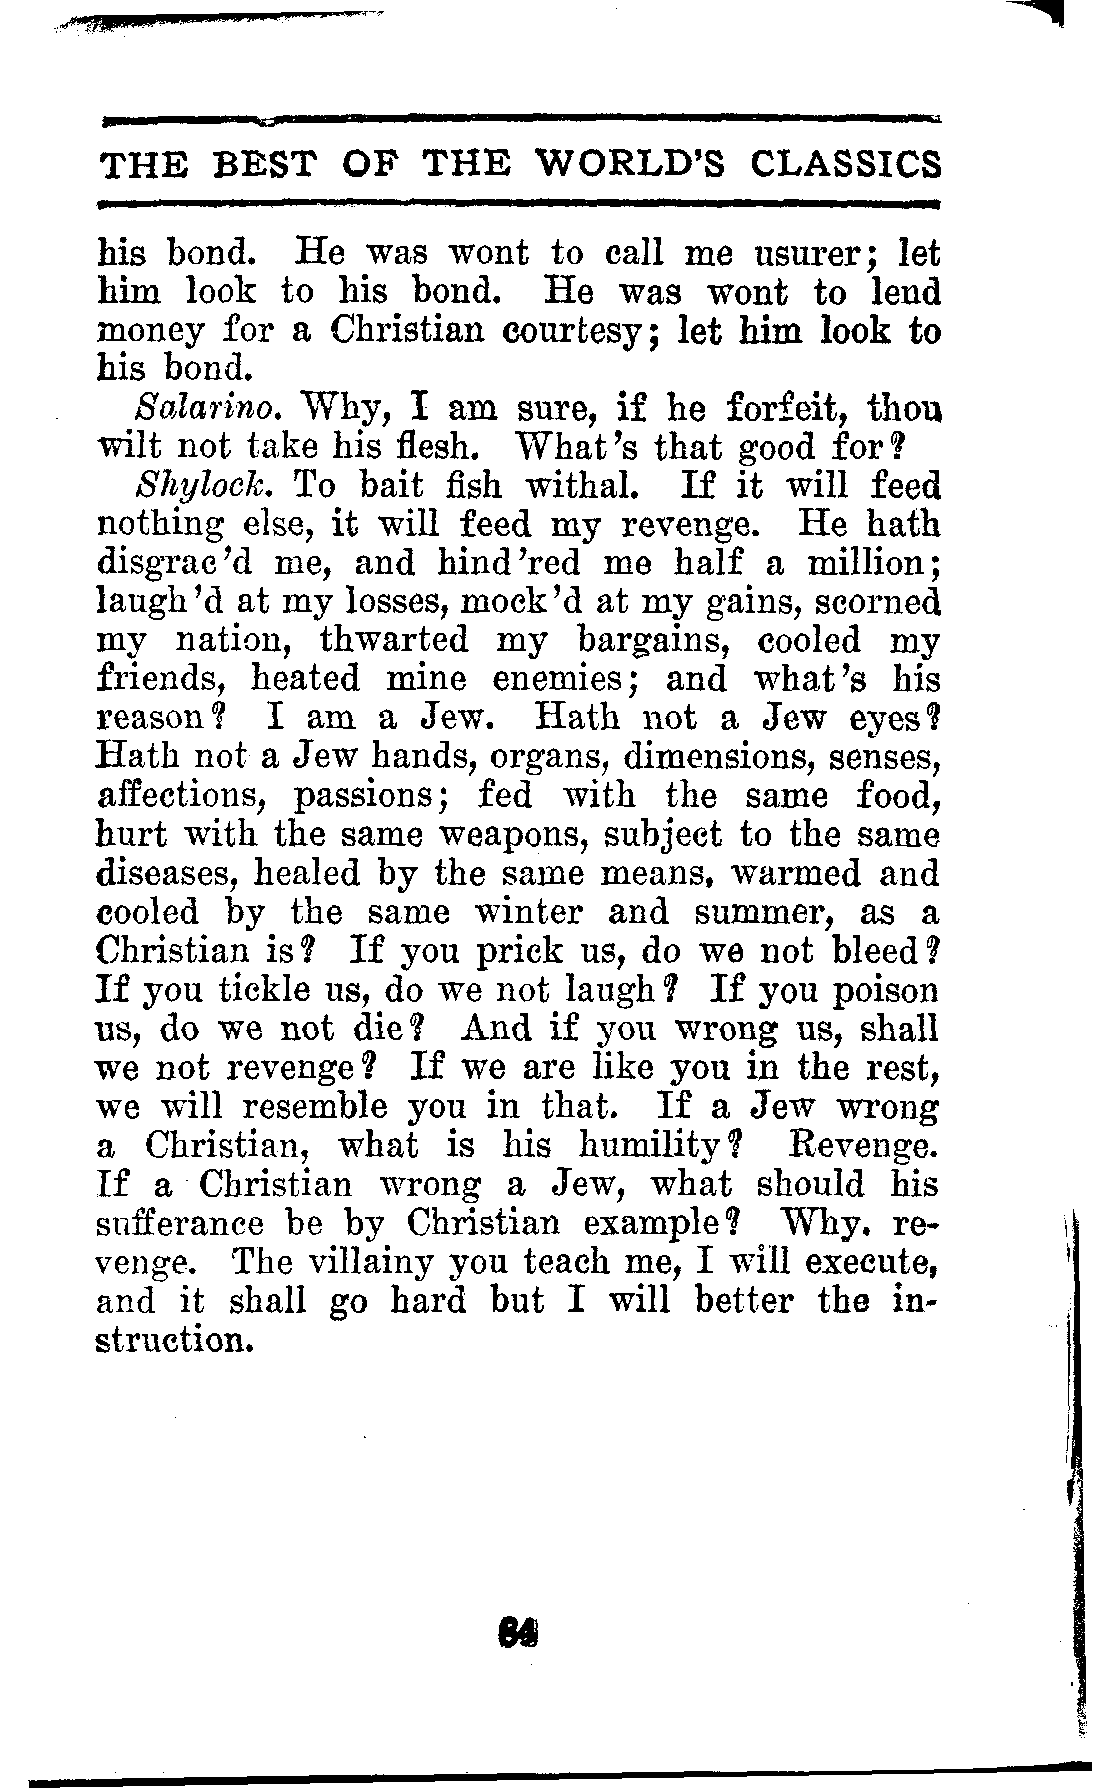 THE BEST OF THE WORLD'S CLASSICS
his bond. He was wont to call me usurer; let
him look to his bond. He was wont to lend
money for a Christian courtesy; let him look to
his bond.
Salarino. Why, I am sure, if he forfeit, thou
wilt not take his flesh. What's that good for?
Shylock. To bait fish withal. If it will feed
nothing else, it will feed my revenge. He hath
disgrac'd me, and hind'red me half a million;
laugh'd at my losses, mock'd at my gains, scorned
my nation, thwarted my bargains, cooled my
friends, heated mine enemies; and what's his
reason? I am a Jew. Hath not a Jew eyes?
Hath not a Jew hands, organs, dimensions, senses,
affections, passions; fed with the same food,
hurt with the same weapons, subject to the same
diseases, healed by the same means, warmed and
cooled by the same winter and summer, as a
Christian is? If you prick us, do we not bleed?
If you tickle us, do we not laugh? If you poison
us, do we not die? And if you wrong us, shall
we not revenge? If we are like you in the rest,
we will resemble you in that. If a Jew wrong
a Christian, what is his humility? Revenge.
If a Christian wrong a Jew, what should his
sufferance be by Christian example? Why, re-
venge. The villainy you teach me, I will execute,
and it shall go hard but I will better the in-
struction.